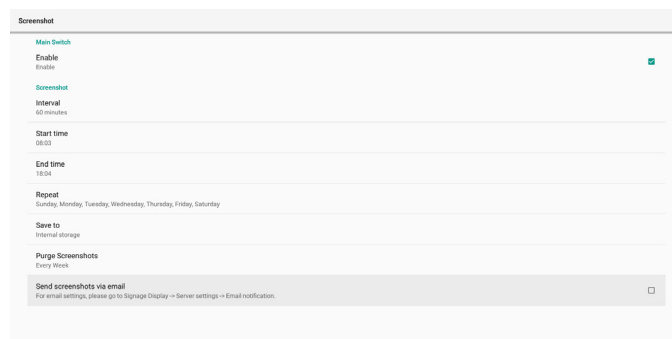 Screenshot
Main Switch
Enable
Enable
Screenshot
Interval
60 minutes
Start time
08:03
End time
18:04
Repeat
Sunday, Monday, Tuesday, Wednesday, Thursday, Friday, Saturday
Save to
Internal storage
Purge Screenshots
Every Week
Send screenshots via email
For email settings, please go to Signage Display -> Server settings -> Email notification.